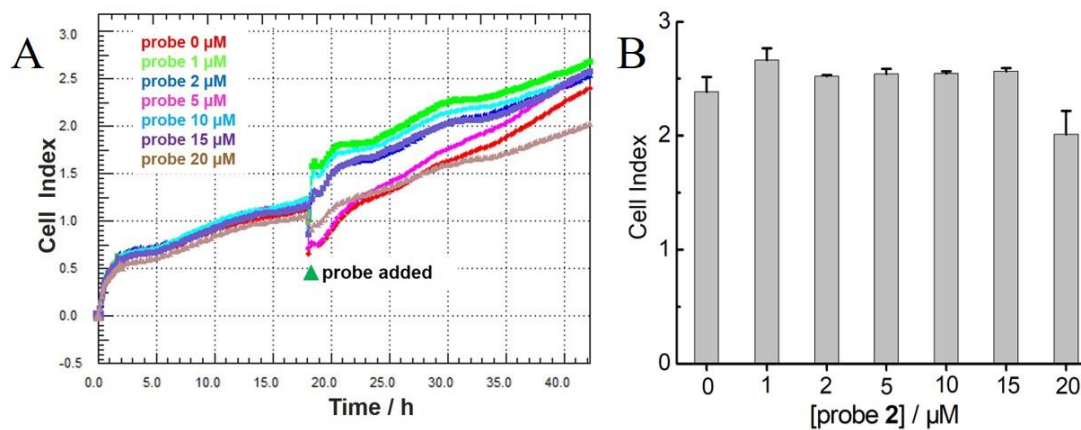 A
Cell Index
3.0
2.5
2.0
1.5
1.0
0.5
0.0
-0.5
probe 0 µM
probe 1 µM
probe 2 µM
probe 5 µM
probe 10 µM
probe 15 µM
probe 20 µM
probe added
0.0 5.0 10.0 15.0 20.0 25.0 30.0 35.0 40.0
Time / h
B
Cell Index
3
2
1
0
0 1 2 5 10 15 20
[probe 2] / µM